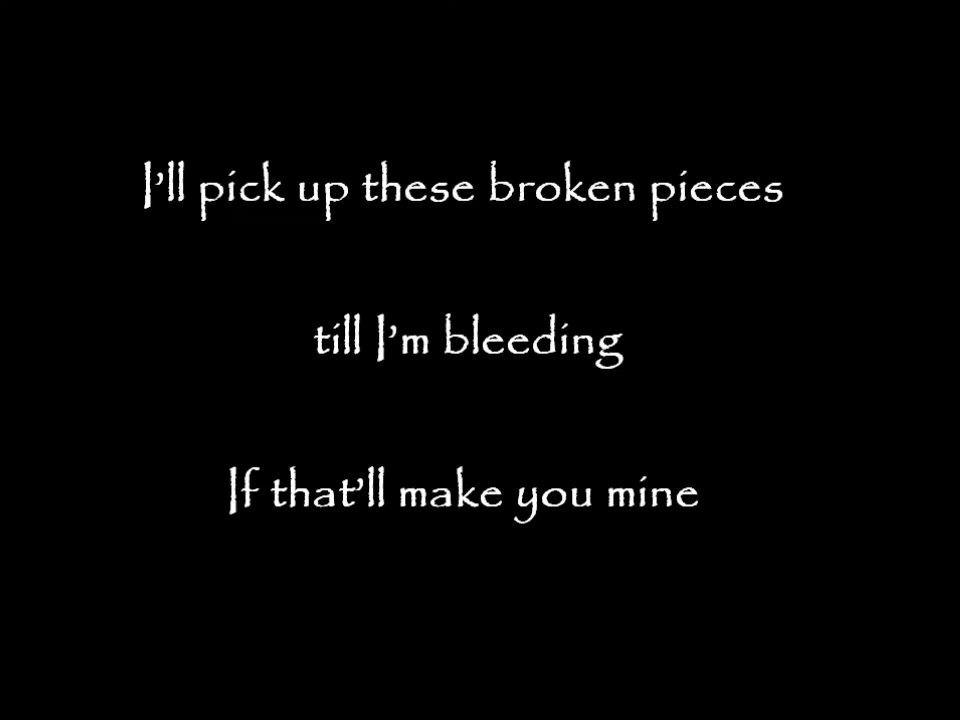 I'll pick up these broken pieces
till I'm bleeding
If that'll make you mine